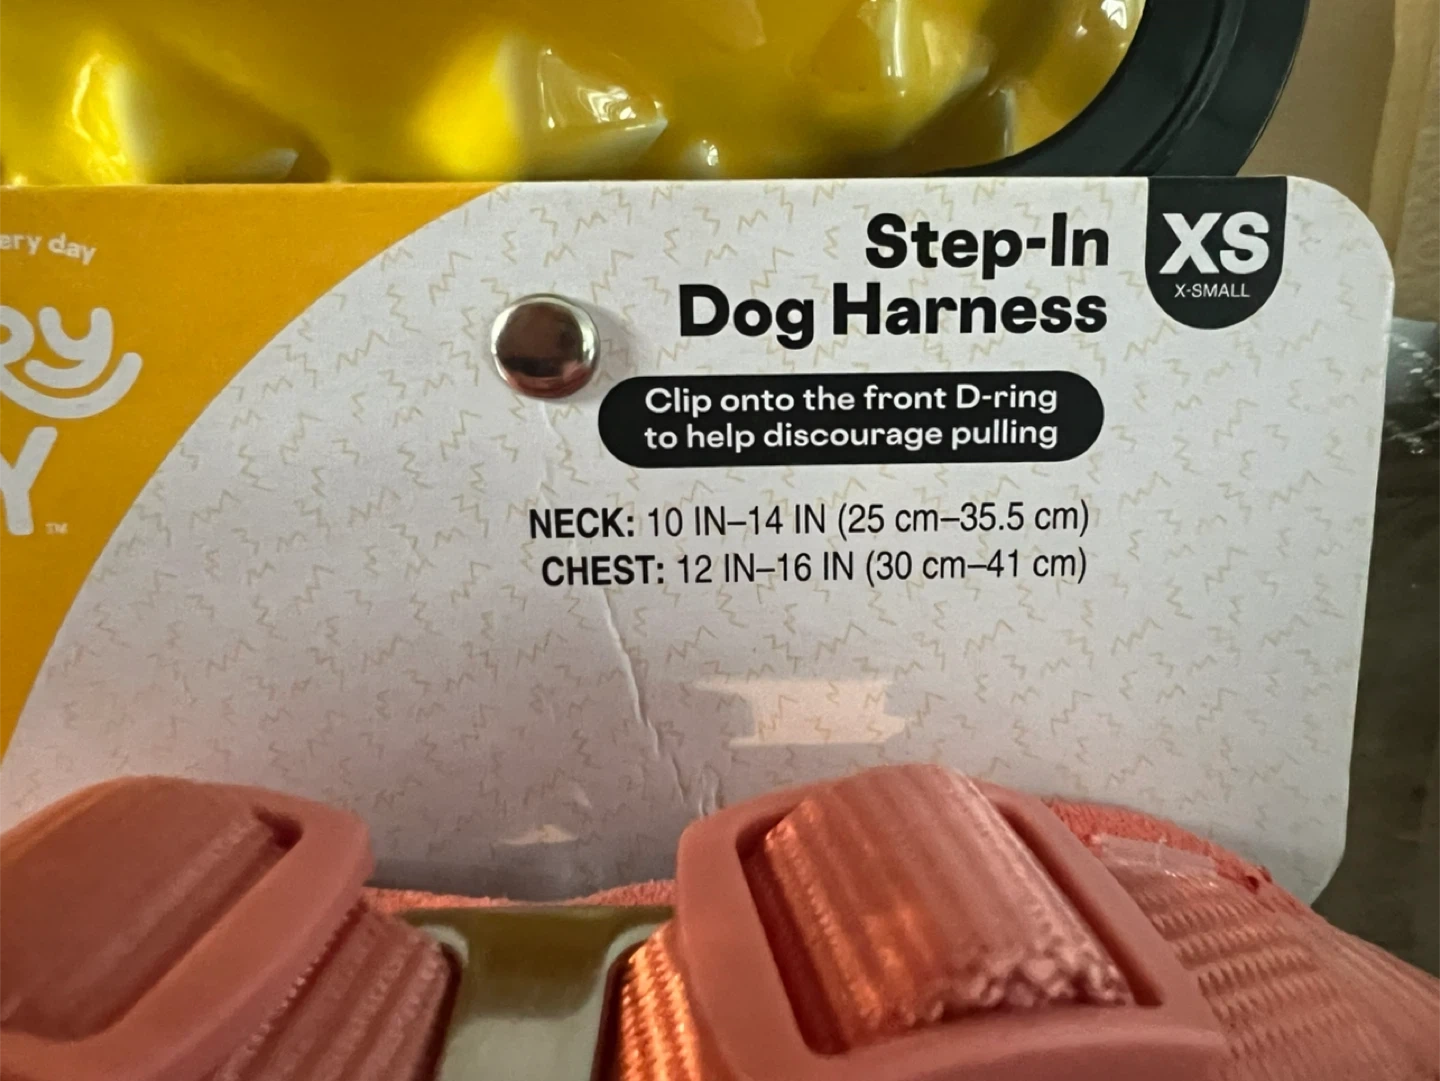 day
Step-In
Dog Harness
XS
X-SMALL
Clip onto the front D-ring
to help discourage pulling
NECK: 10 IN–14 IN (25 cm–35.5 cm)
CHEST: 12 IN–16 IN (30 cm–41 cm)
Y™